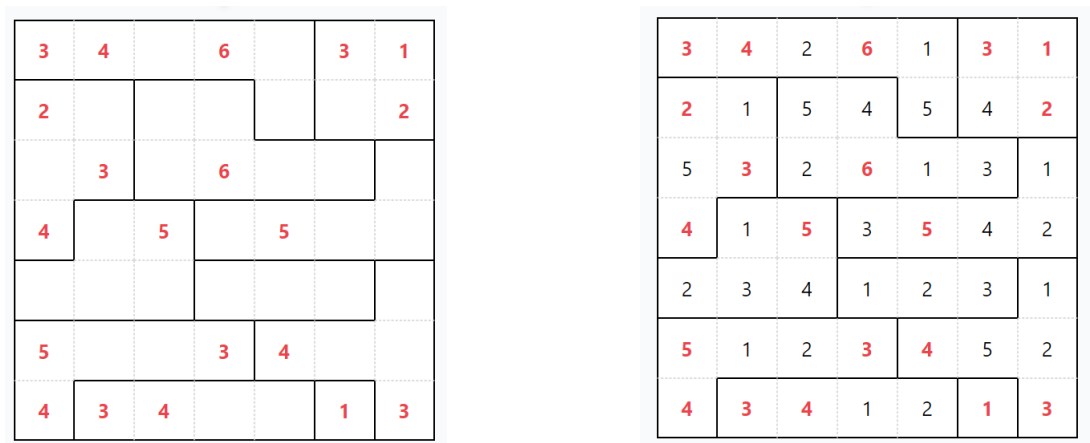 3 4 6 3 1
2 2
3 6
4 5 5
5 3 4
4 3 4 1 3
3 4 2 6 1 3 1
2 1 5 4 5 4 2
5 3 2 6 1 3 1
4 1 5 3 5 4 2
2 3 4 1 2 3 1
5 1 2 3 4 5 2
4 3 4 1 2 1 3